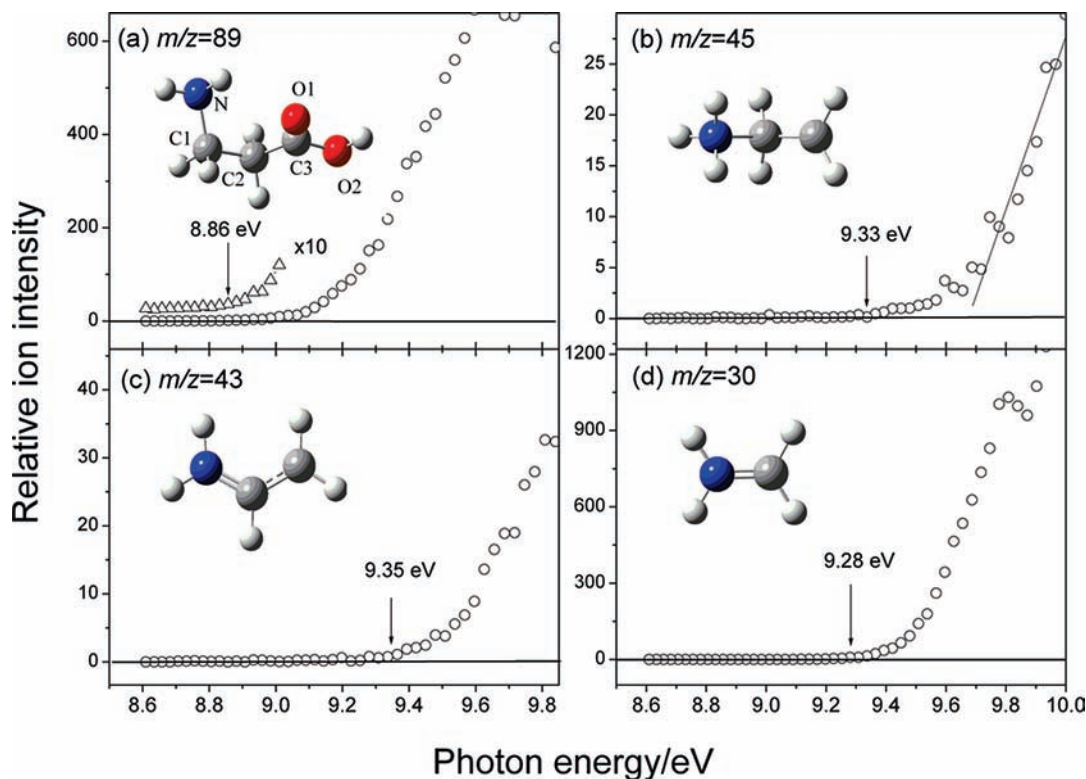 Relative ion intensity
(a) m/z=89
600
400
200
0
N
O1
C1
C2
C3
O2
8.86 eV
x10
(b) m/z=45
25
20
15
10
5
0
9.33 eV
(c) m/z=43
40
30
20
10
0
9.35 eV
8.6 8.8 9.0 9.2 9.4 9.6 9.8
(d) m/z=30
1200
900
600
300
0
9.28 eV
8.6 8.8 9.0 9.2 9.4 9.6 9.8 10.0
Photon energy/eV